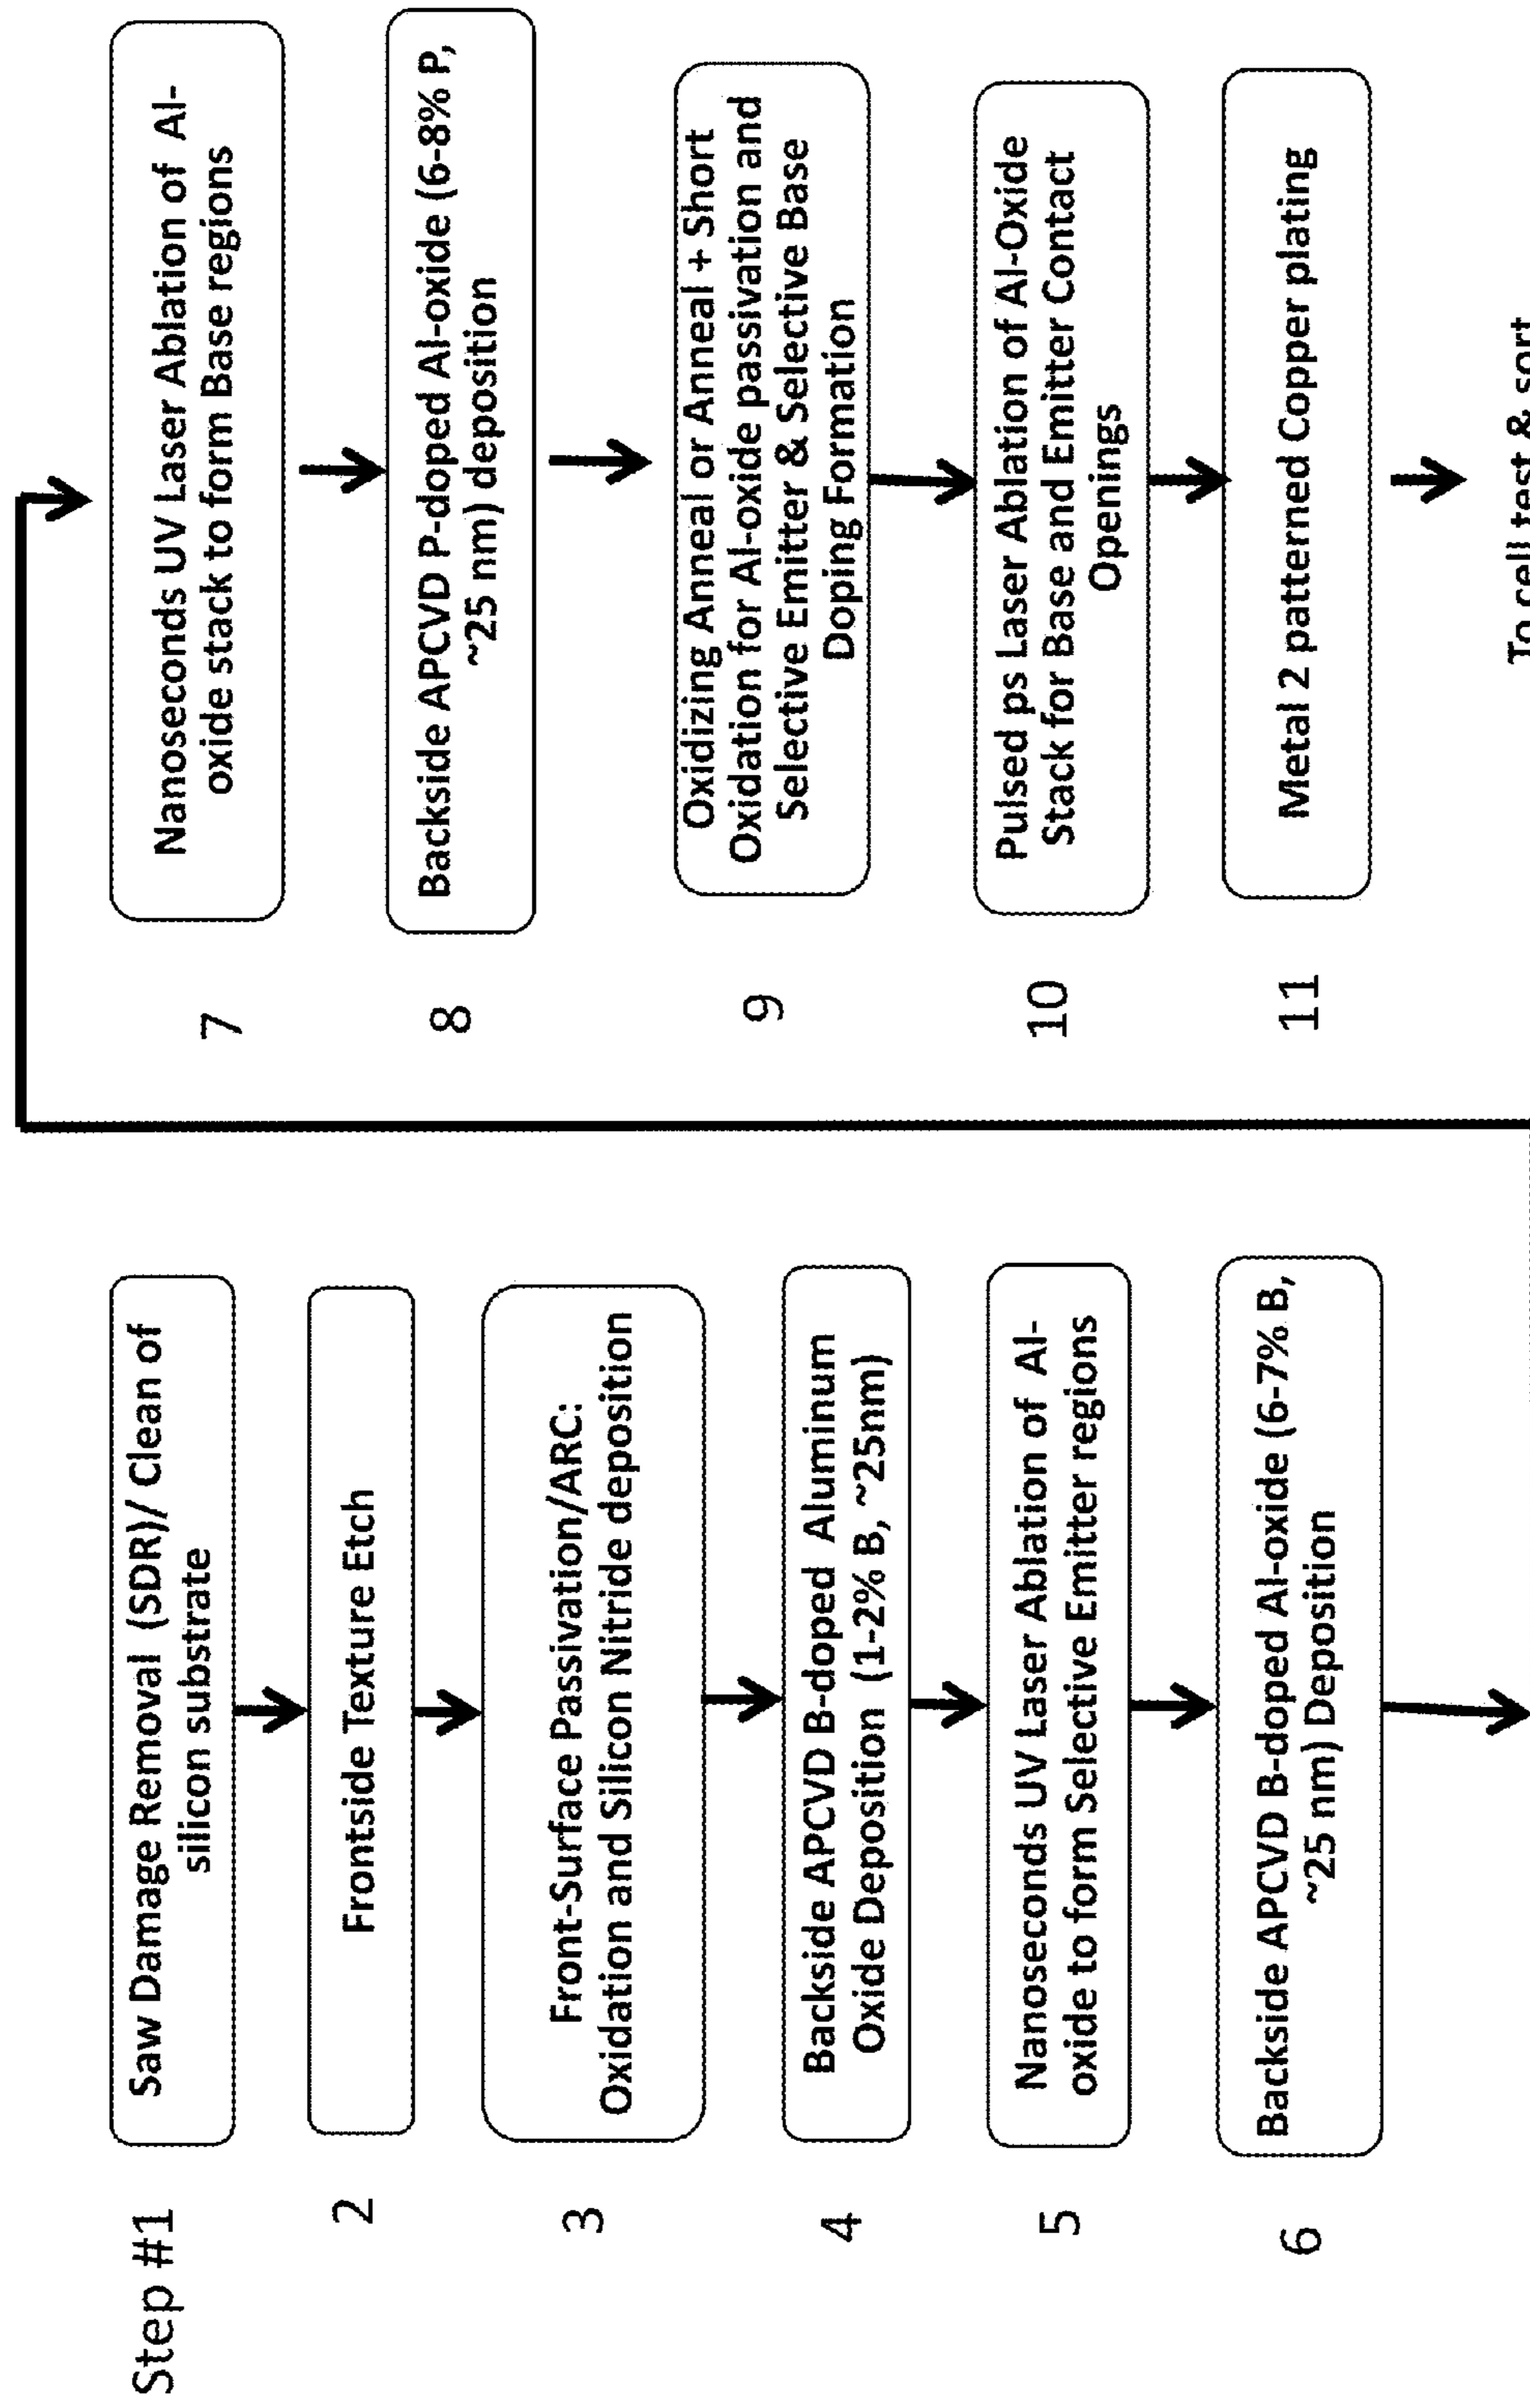 Step #1
Saw Damage Removal (SDR)/ Clean of
silicon substrate
2
Frontside Texture Etch
3
Front-Surface Passivation/ARC:
Oxidation and Silicon Nitride deposition
4
Backside APCVD B-doped Aluminum
Oxide Deposition (1-2% B, ~25nm)
5
Nanoseconds UV Laser Ablation of Al-
oxide to form Selective Emitter regions
6
Backside APCVD B-doped Al-oxide (6-7% B,
~25 nm) Deposition
7
Nanoseconds UV Laser Ablation of Al-
oxide stack to form Base regions
8
Backside APCVD P-doped Al-oxide (6-8% P,
~25 nm) deposition
9
Oxidizing Anneal or Anneal + Short
Oxidation for Al-oxide passivation and
Selective Emitter & Selective Base
Doping Formation
10
Pulsed ps Laser Ablation of Al-Oxide
Stack for Base and Emitter Contact
Openings
11
Metal 2 patterned Copper plating
To cell test & sort